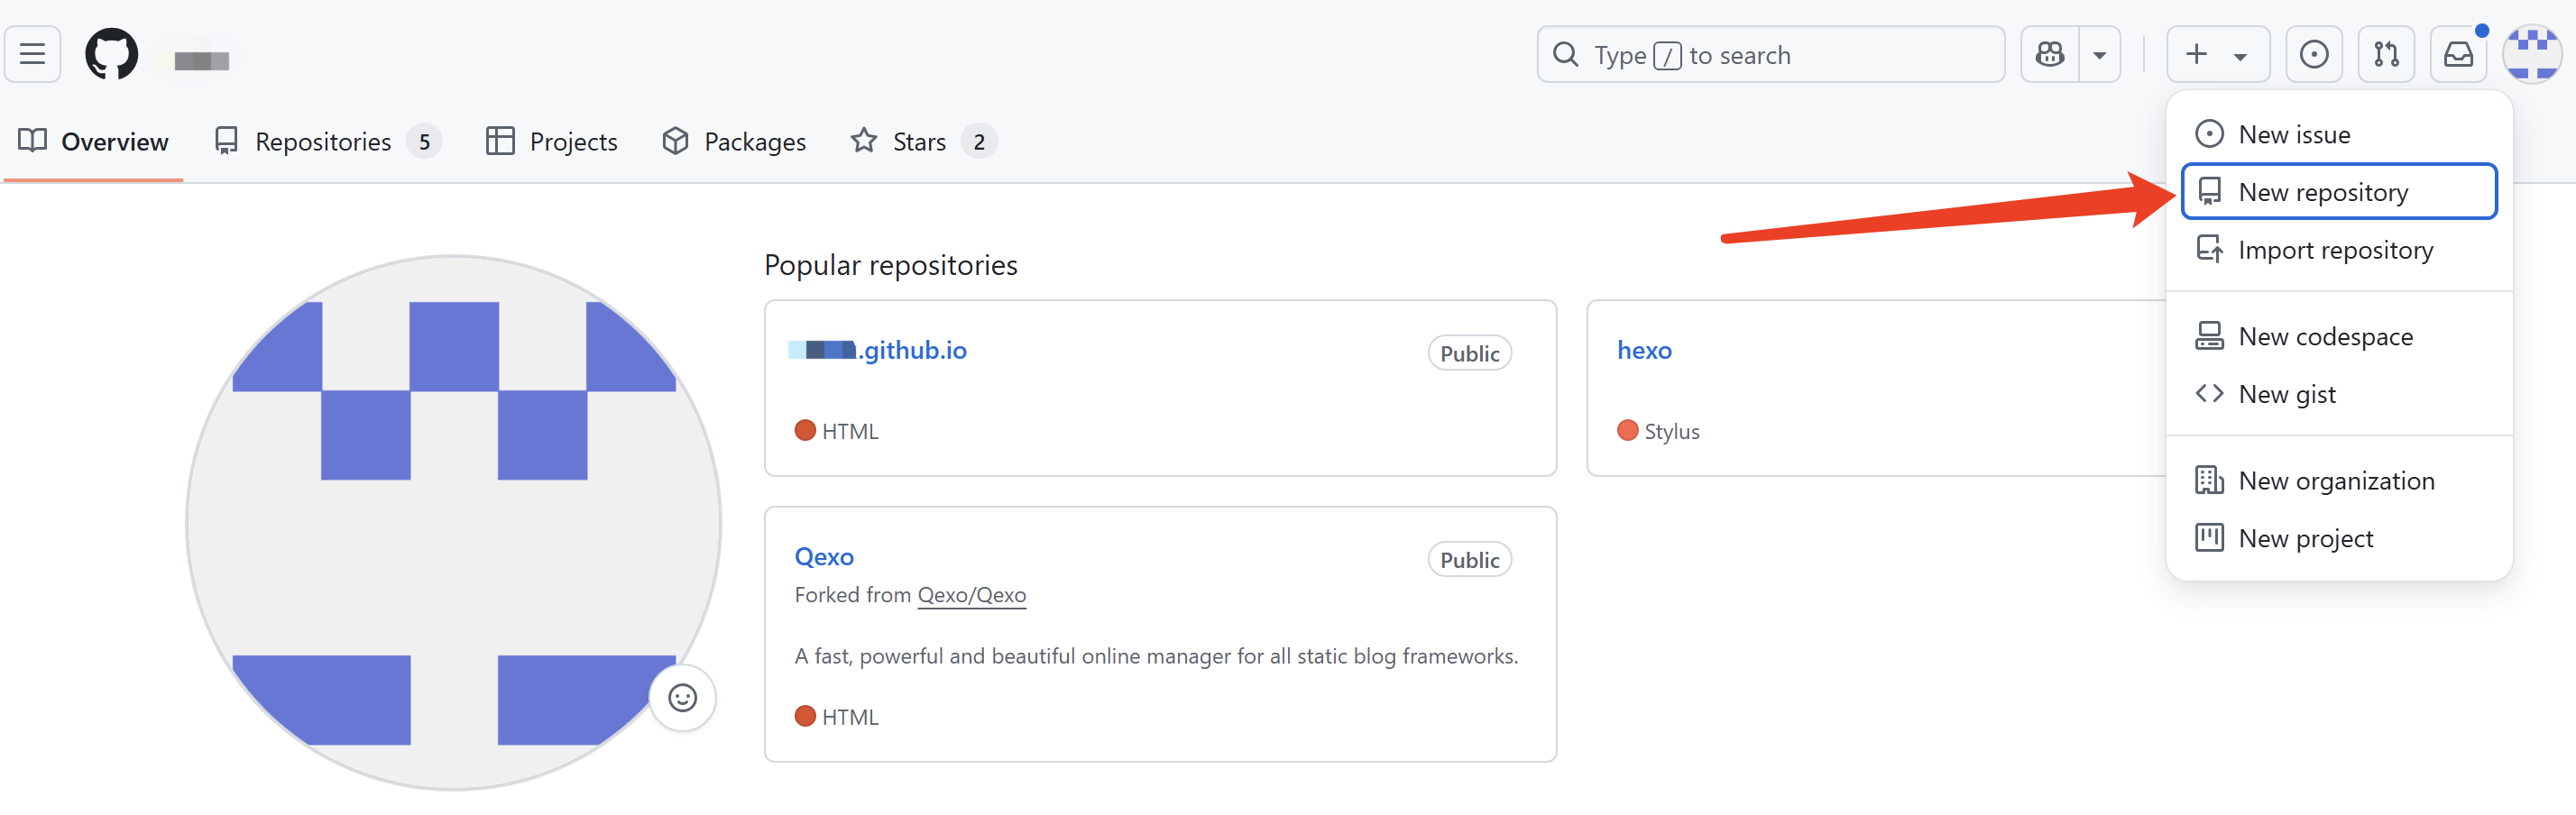 Type / to search
Overview
Repositories 5
Projects
Packages
Stars 2
New issue
New repository
Import repository
New codespace
New gist
New organization
New project
Popular repositories
.github.io
Public
HTML
hexo
Stylus
Qexo
Public
Forked from Qexo/Qexo
A fast, powerful and beautiful online manager for all static blog frameworks.
HTML